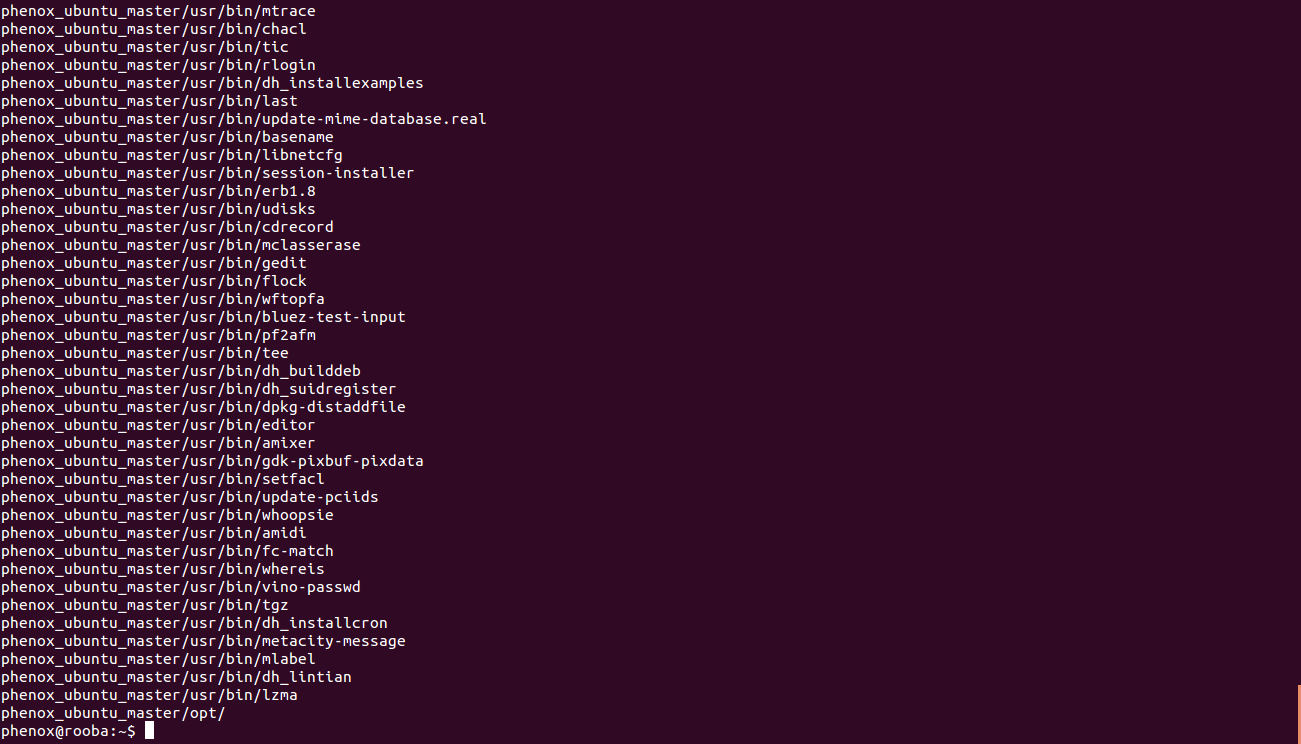 phenox_ubuntu_master/usr/bin/mtrace
phenox_ubuntu_master/usr/bin/chacl
phenox_ubuntu_master/usr/bin/tic
phenox_ubuntu_master/usr/bin/rlogin
phenox_ubuntu_master/usr/bin/dh_installexamples
phenox_ubuntu_master/usr/bin/last
phenox_ubuntu_master/usr/bin/update-mime-database.real
phenox_ubuntu_master/usr/bin/basename
phenox_ubuntu_master/usr/bin/libnetcfg
phenox_ubuntu_master/usr/bin/session-installer
phenox_ubuntu_master/usr/bin/erb1.8
phenox_ubuntu_master/usr/bin/udisks
phenox_ubuntu_master/usr/bin/cdrecord
phenox_ubuntu_master/usr/bin/mclasserase
phenox_ubuntu_master/usr/bin/gedit
phenox_ubuntu_master/usr/bin/flock
phenox_ubuntu_master/usr/bin/wftopfa
phenox_ubuntu_master/usr/bin/bluez-test-input
phenox_ubuntu_master/usr/bin/pf2afm
phenox_ubuntu_master/usr/bin/tee
phenox_ubuntu_master/usr/bin/dh_builddeb
phenox_ubuntu_master/usr/bin/dh_suidregister
phenox_ubuntu_master/usr/bin/dpkg-distaddfile
phenox_ubuntu_master/usr/bin/editor
phenox_ubuntu_master/usr/bin/amixer
phenox_ubuntu_master/usr/bin/gdk-pixbuf-pixdata
phenox_ubuntu_master/usr/bin/setfacl
phenox_ubuntu_master/usr/bin/update-pciids
phenox_ubuntu_master/usr/bin/whoopsie
phenox_ubuntu_master/usr/bin/amidi
phenox_ubuntu_master/usr/bin/fc-match
phenox_ubuntu_master/usr/bin/whereis
phenox_ubuntu_master/usr/bin/vino-passwd
phenox_ubuntu_master/usr/bin/tgz
phenox_ubuntu_master/usr/bin/dh_installcron
phenox_ubuntu_master/usr/bin/metacity-message
phenox_ubuntu_master/usr/bin/mlabel
phenox_ubuntu_master/usr/bin/dh_lintian
phenox_ubuntu_master/usr/bin/lzma
phenox_ubuntu_master/opt/
phenox@rooba:~$